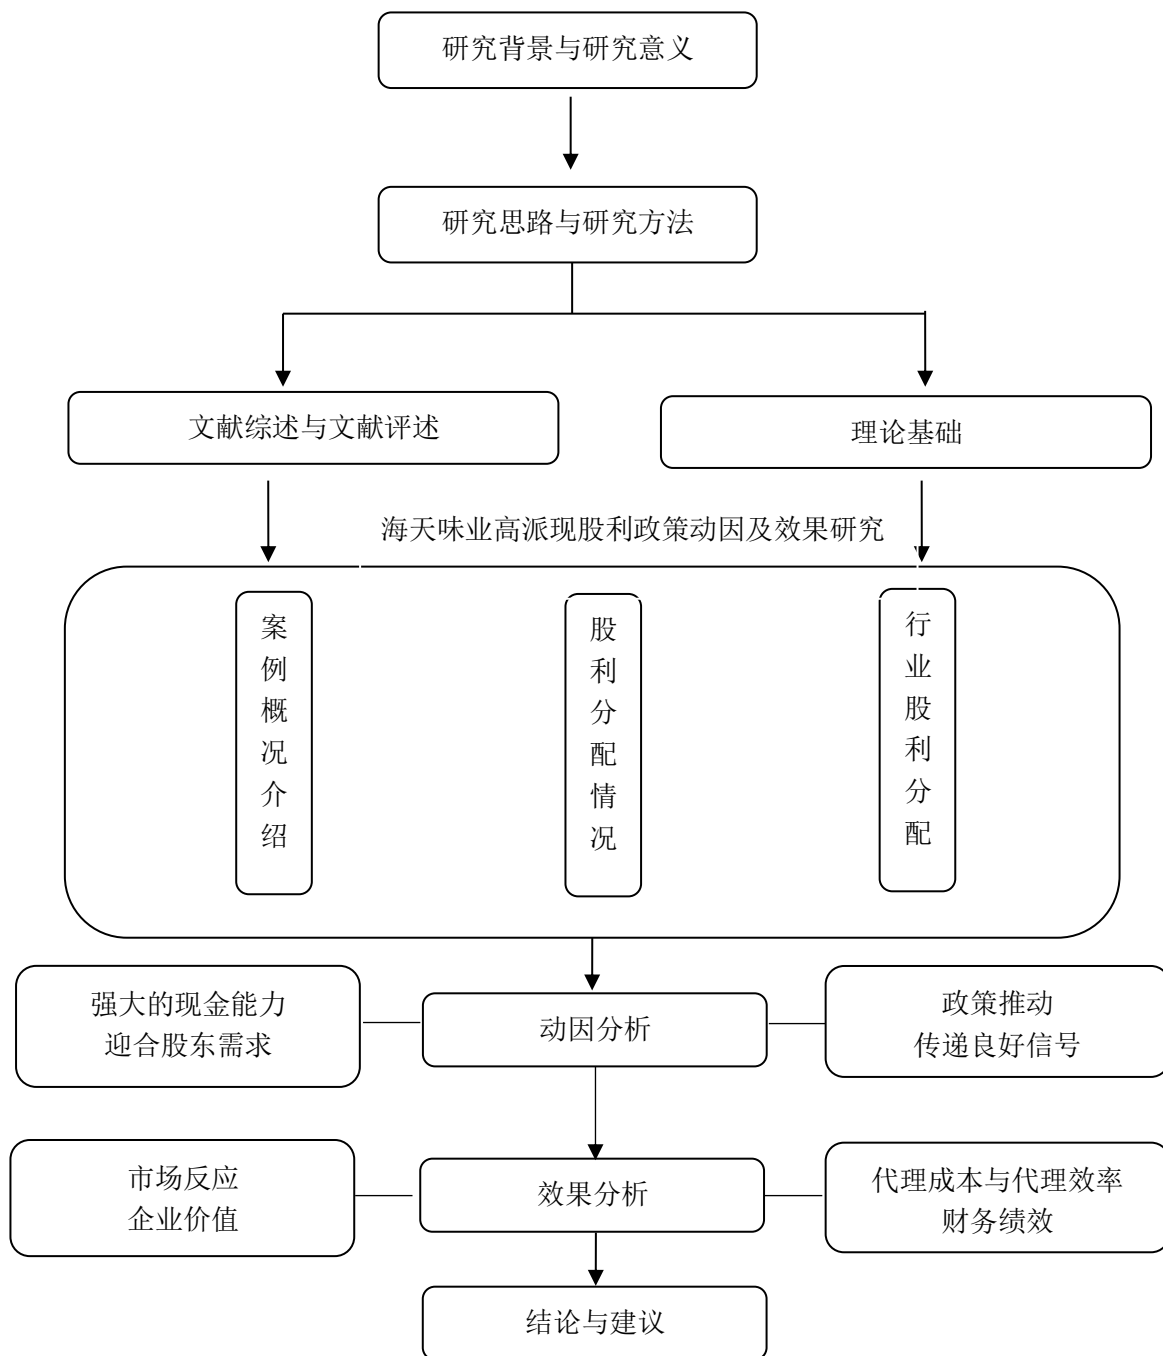 研究背景与研究意义
研究思路与研究方法
文献综述与文献评述
理论基础
海天味业高派现股利政策动因及效果研究
案例概况介绍
股利分配情况
行业股利分配
强大的现金能力
迎合股东需求
动因分析
政策推动
传递良好信号
市场反应
企业价值
效果分析
代理成本与代理效率
财务绩效
结论与建议